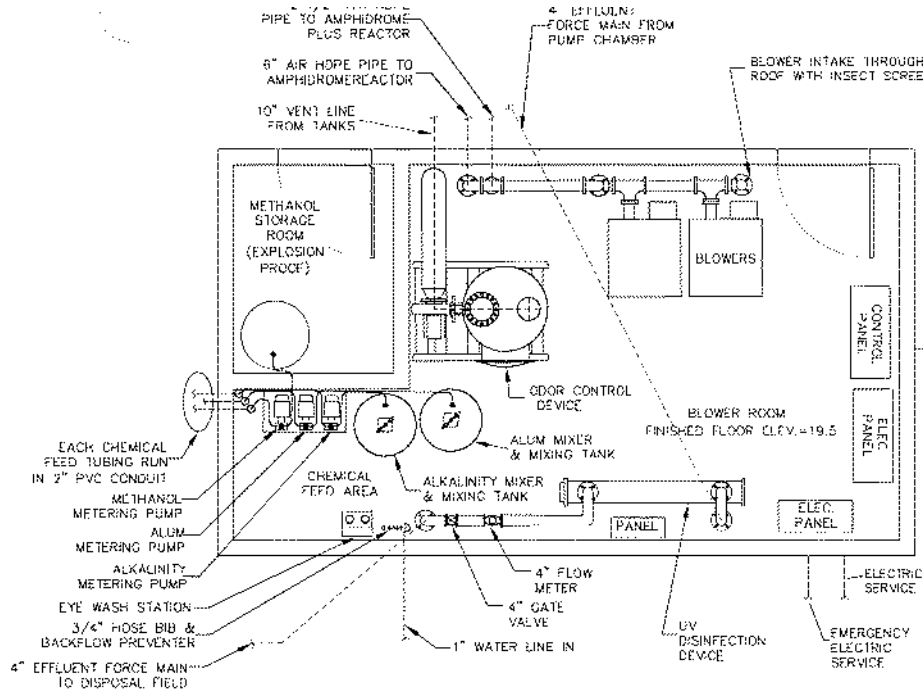 PIPE TO AMPHIDROME
PLUS REACTOR
4" EFFLUENT
FORCE MAIN FROM
PUMP CHAMBER
6" AIR HDPE PIPE TO
AMPHIDROMEREACTOR
BLOWER INTAKE THROUGH
ROOF WITH INSECT SCREE
10" VENT LINE
FROM TANKS
METHANOL
STORAGE
ROOM
(EXPLOSION
PROOF)
BLOWERS
CONTROL
PANEL
ODOR CONTROL
DEVICE
BLOWER ROOM
FINISHED FLOOR ELEV.=19.5
ELEC
PANEL
ALUM MIXER
& MIXING TANK
EACH CHEMICAL
FEED TUBING RUN
IN 2" PVC CONDUIT
CHEMICAL
FEED AREA
ALKALINITY MIXER
& MIXING TANK
METHANOL
METERING PUMP
PANEL
ELEC.
PANEL
ALUM
METERING PUMP
ALKALINITY
METERING PUMP
4" FLOW
METER
ELECTRIC
SERVICE
EYE WASH STATION
4" GATE
VALVE
3/4" HOSE BIB &
BACKFLOW PREVENTER
UV
DISINFECTION
DEVICE
EMERGENCY
ELECTRIC
SERVICE
1" WATER LINE IN
4" EFFLUENT FORCE MAIN
TO DISPOSAL FIELD